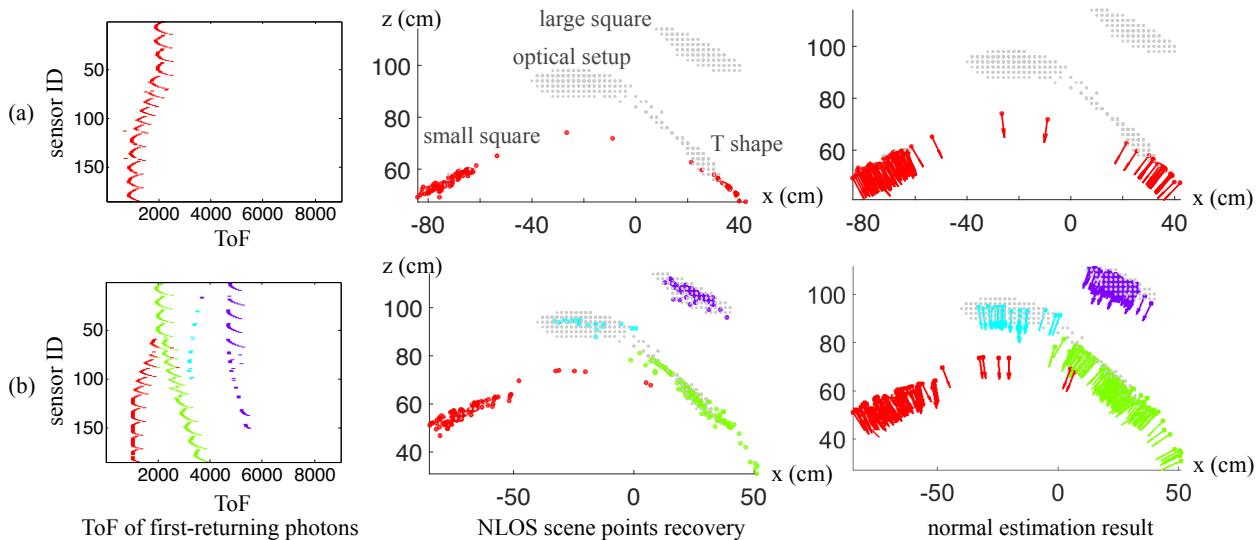 (a)
sensor ID
50
100
150
2000
4000
6000
8000
ToF
z (cm)
100
80
60
large square
optical setup
small square
T shape
x (cm)
-80
-40
0
42
100
80
60
x (cm)
-80
-40
0
42
(b)
sensor ID
50
100
150
2000
4000
6000
8000
ToF
z (cm)
100
80
60
40
x (cm)
-50
0
50
100
80
60
40
x (cm)
-50
0
50
ToF of first-returning photons
NLOS scene points recovery
normal estimation result